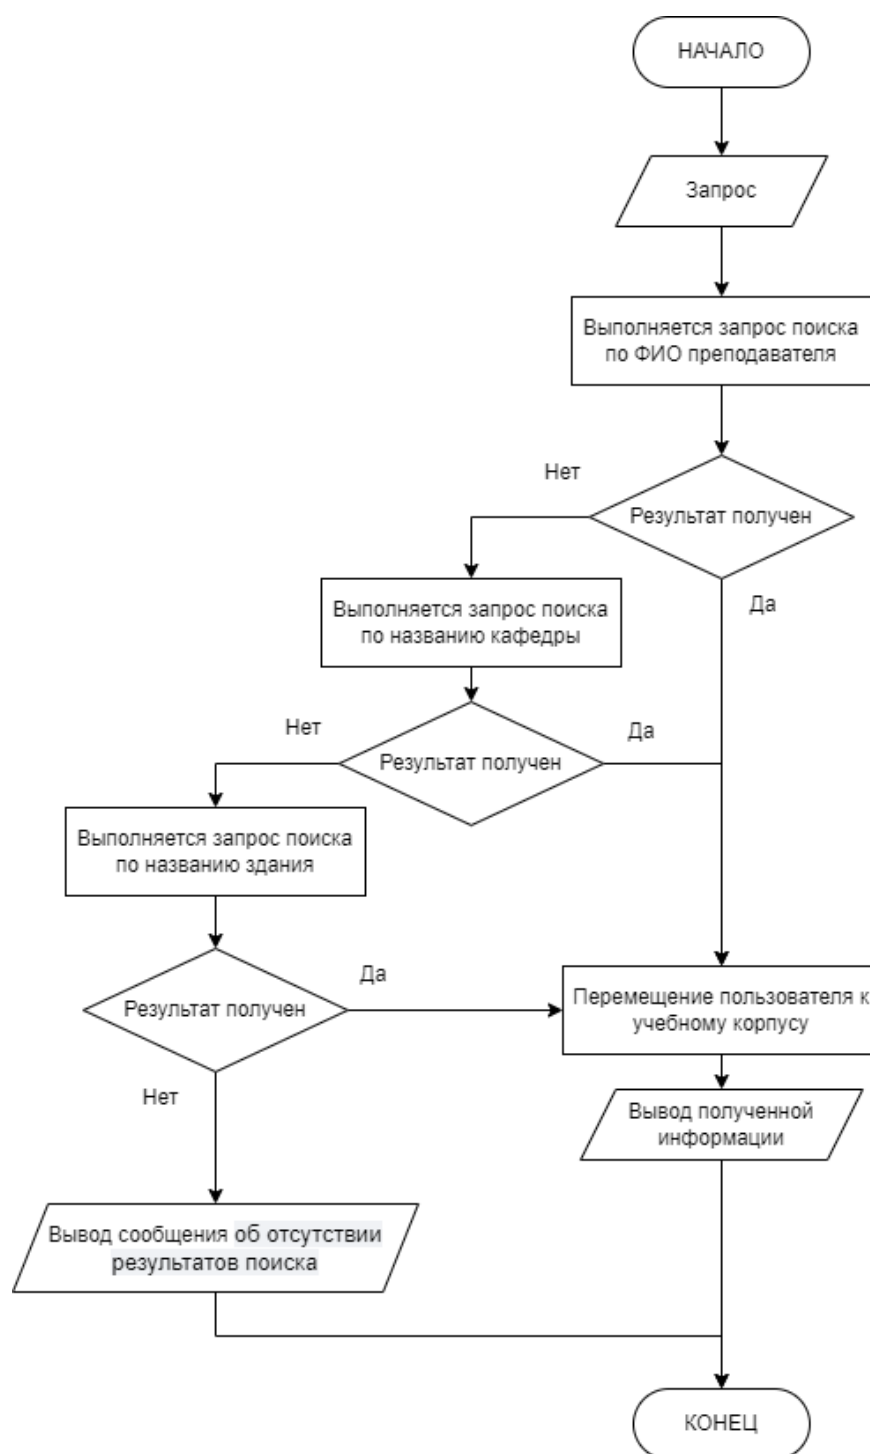 НАЧАЛО
Запрос
Выполняется запрос поиска
по ФИО преподавателя
Нет
Результат получен
Да
Выполняется запрос поиска
по названию кафедры
Нет
Да
Результат получен
Выполняется запрос поиска
по названию здания
Да
Результат получен
Перемещение пользователя к
учебному корпусу
Нет
Вывод полученной
информации
Вывод сообщения об отсутствии
результатов поиска
КОНЕЦ